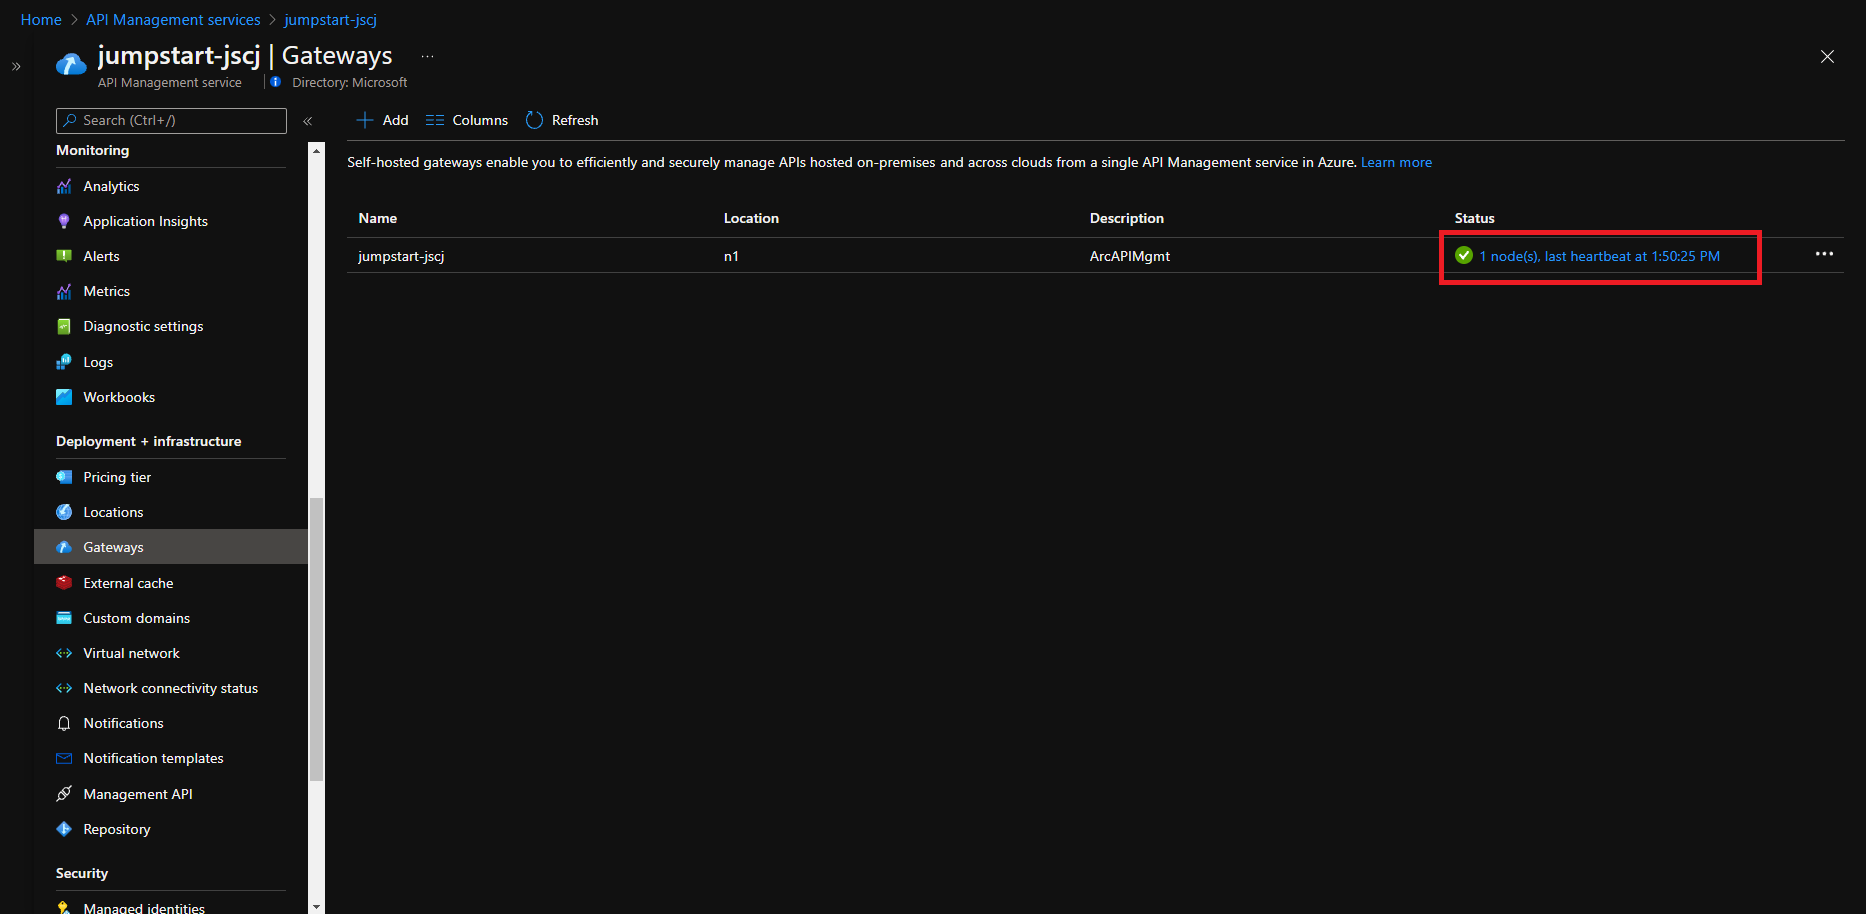 Home > API Management services > jumpstart-jscj
» jumpstart-jscj | Gateways ...
API Management service | Directory: Microsoft
Search (Ctrl+/) «
Add Columns Refresh
Monitoring
Analytics
Application Insights
Alerts
Metrics
Diagnostic settings
Logs
Workbooks
Deployment + infrastructure
Pricing tier
Locations
Gateways
External cache
Custom domains
Virtual network
Network connectivity status
Notifications
Notification templates
Management API
Repository
Security
Managed identities
Self-hosted gateways enable you to efficiently and securely manage APIs hosted on-premises and across clouds from a single API Management service in Azure. Learn more
Name Location Description Status
jumpstart-jscj n1 ArcAPIMgmt 1 node(s), last heartbeat at 1:50:25 PM ...